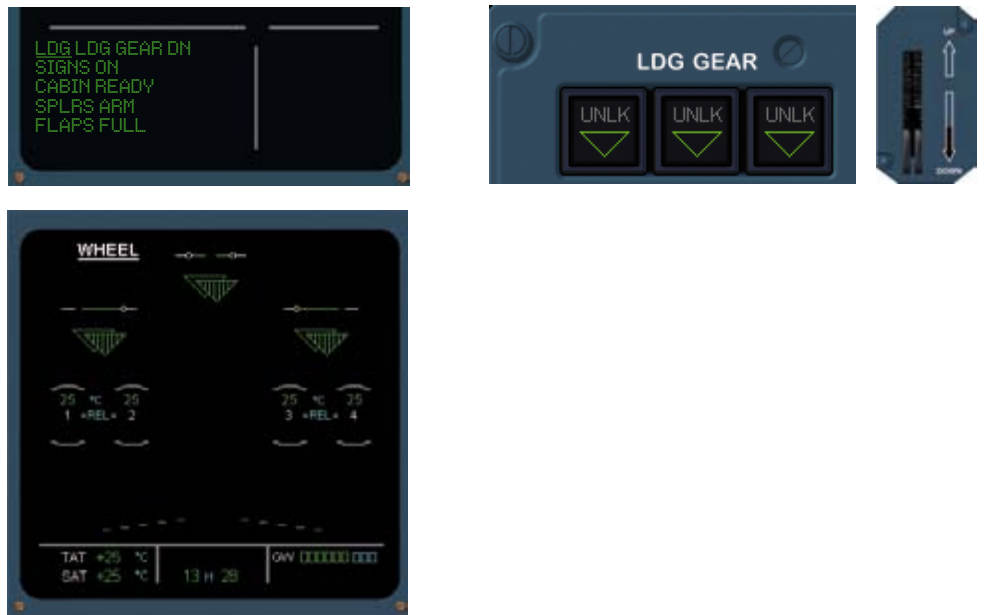 LDG LDG GEAR DN
SIGNS ON
CABIN READY
SPLRS ARM
FLAPS FULL
LDG GEAR
UNLK UNLK UNLK
UP
DOWN
WHEEL
25 °C 25
1 REL 2
25 °C 25
3 REL 4
TAT +25 °C
SAT +25 °C
13 H 28
GW